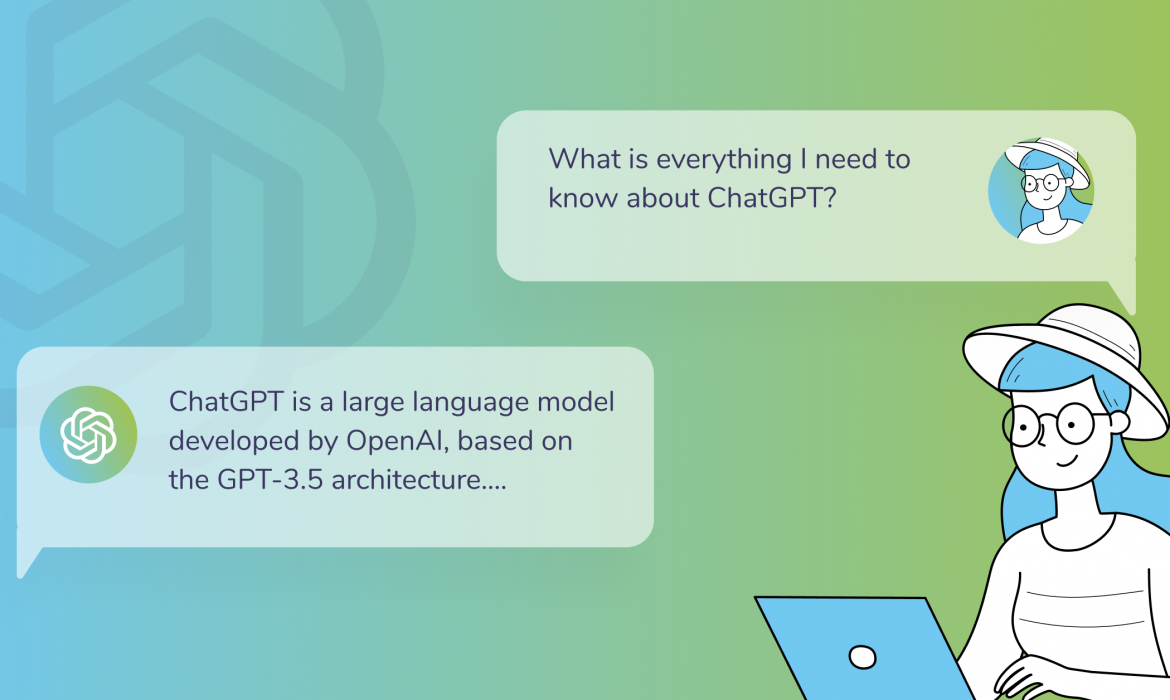 What is everything I need to
know about ChatGPT?
ChatGPT is a large language model
developed by OpenAI, based on
the GPT-3.5 architecture....